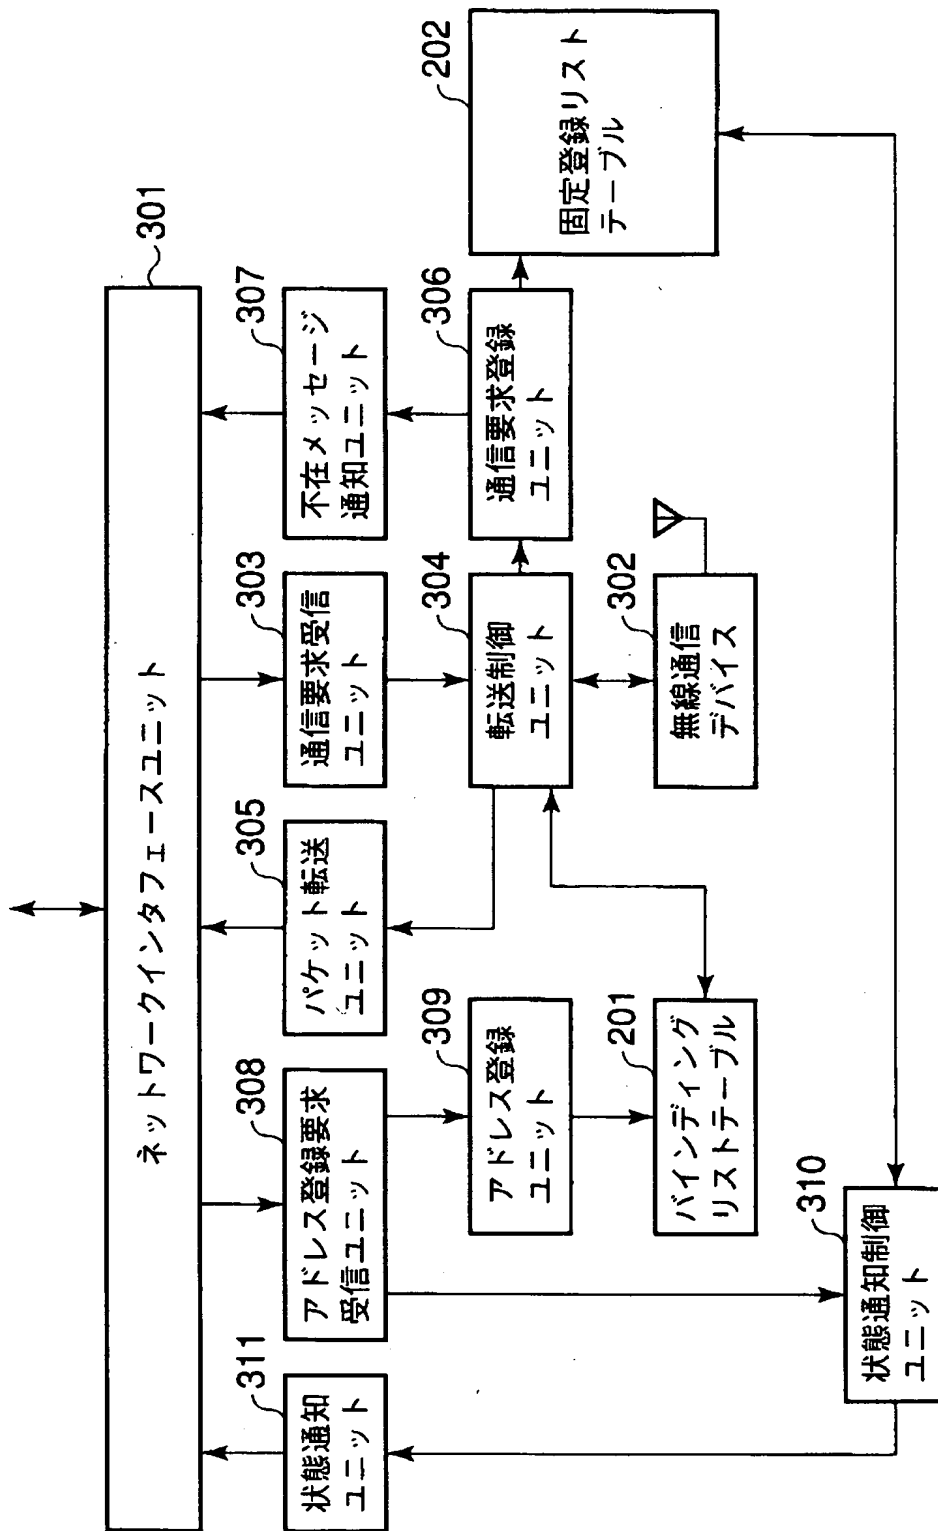 ネットワークインタフェースユニット
301
状態通知
ユニット
311
アドレス登録要求
受信ユニット
308
パケット転送
ユニット
305
通信要求受信
ユニット
303
不在メッセージ
通知ユニット
307
アドレス登録
ユニット
309
転送制御
ユニット
304
通信要求登録
ユニット
306
固定登録リスト
テーブル
202
バインディング
リストテーブル
201
無線通信
デバイス
302
状態通知制御
ユニット
310